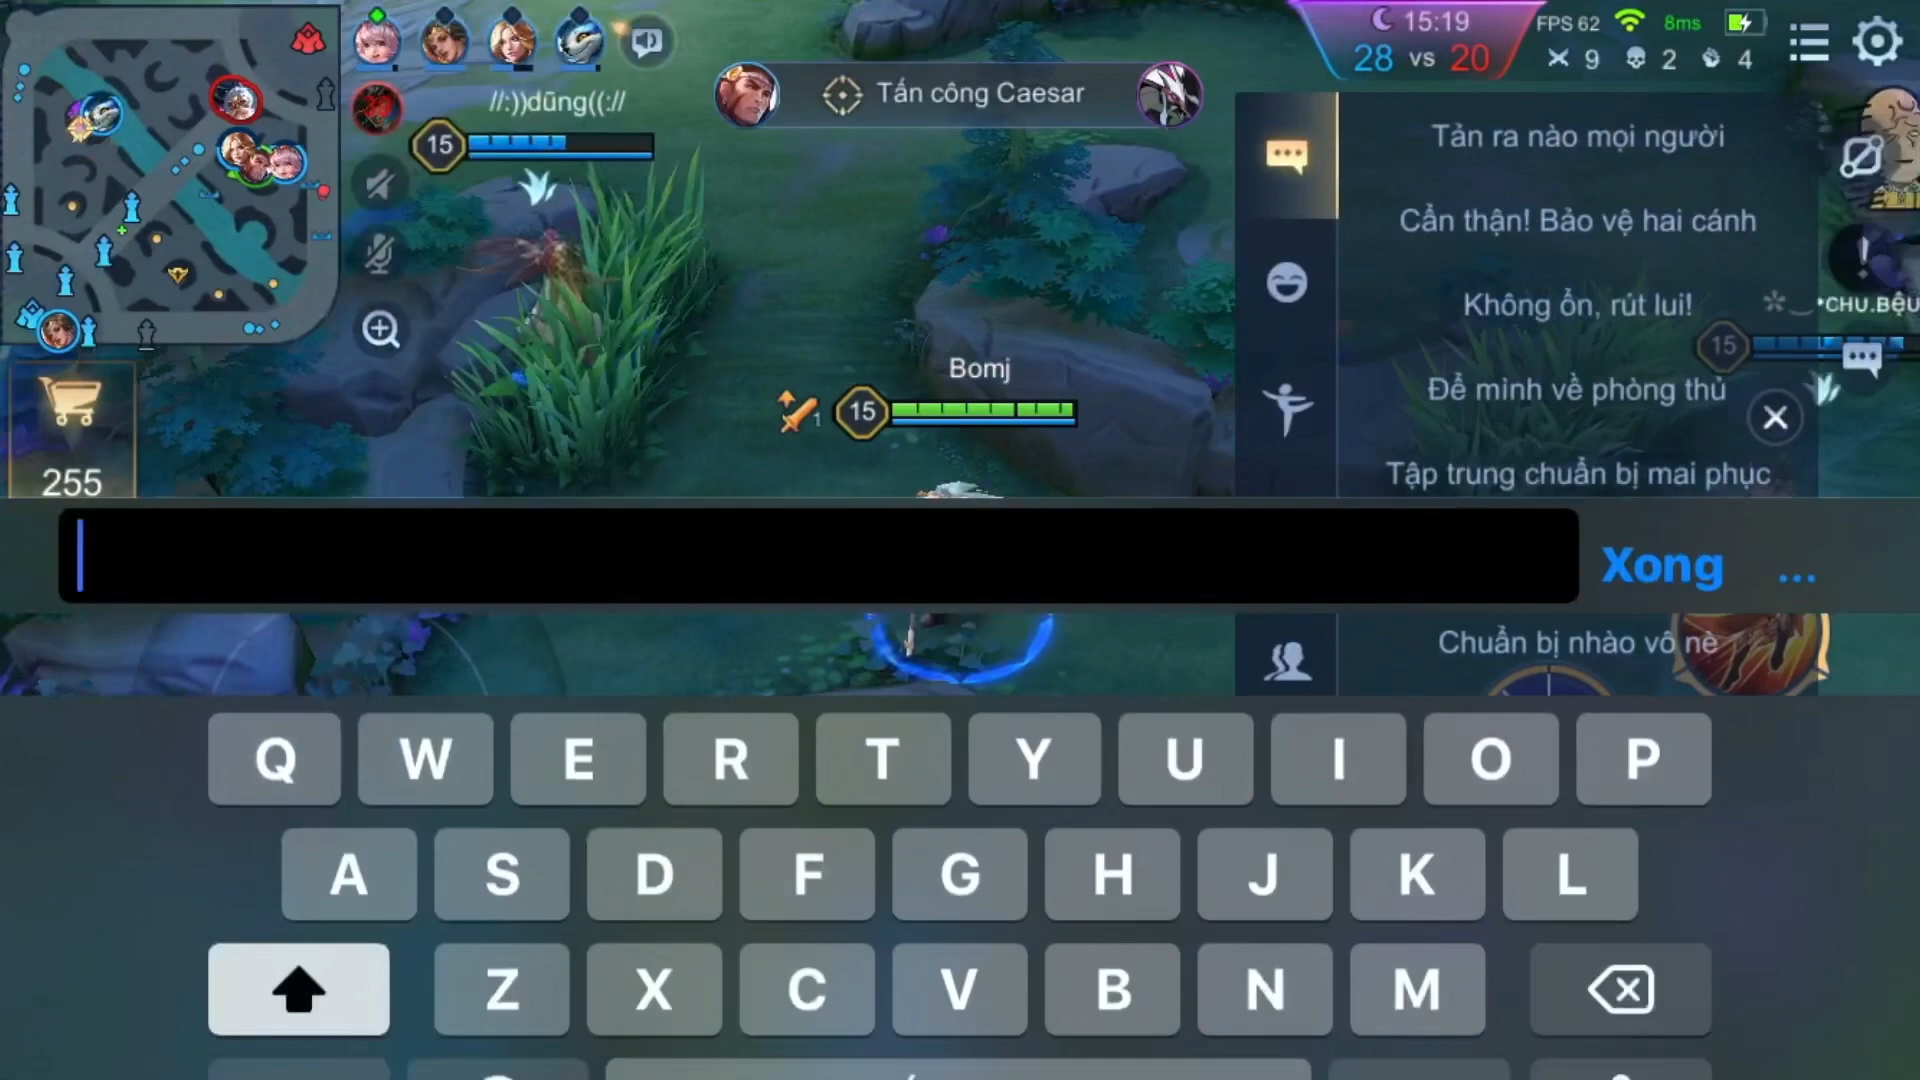 15:19
28 vs 20
FPS 62
8ms
9 2 4
//:))dũng((://
15
Tấn công Caesar
Tản ra nào mọi người
Cẩn thận! Bảo vệ hai cánh
Không ổn, rút lui!
*‿•CHU.BỆU
15
Để mình về phòng thủ
Bomj
1 15
Tập trung chuẩn bị mai phục
255
Xong ...
Chuẩn bị nhào vô nè
Q W E R T Y U I O P
A S D F G H J K L
Z X C V B N M